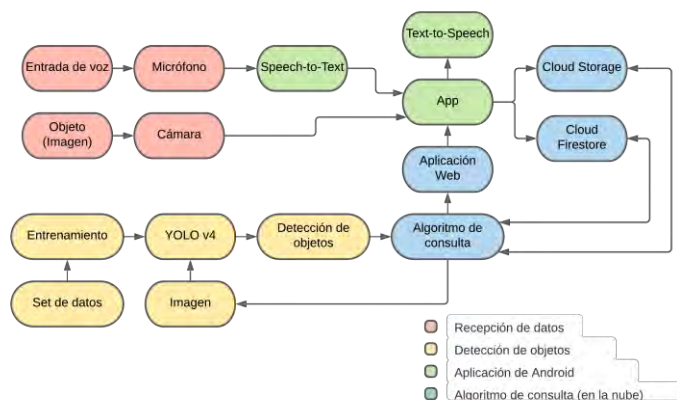 Text-to-Speech
Entrada de voz
Micrófono
Speech-to-Text
Cloud Storage
App
Objeto
(Imagen)
Cámara
Cloud
Firestore
Aplicación
Web
Entrenamiento
YOLO v4
Detección de
objetos
Algoritmo de
consulta
Set de datos
Imagen
Recepción de datos
Detección de objetos
Aplicación de Android
Algoritmo de consulta (en la nube)